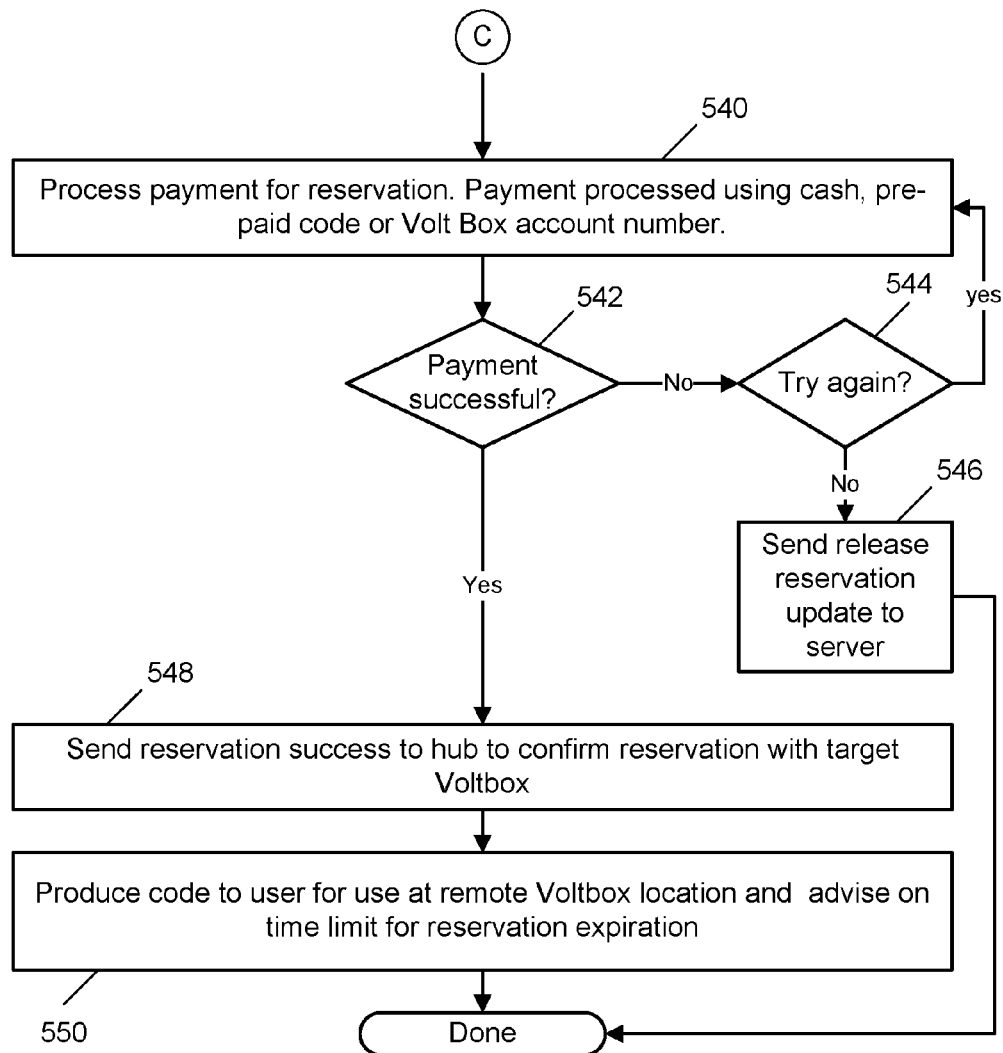 C
540
Process payment for reservation. Payment processed using cash, pre-
paid code or Volt Box account number.
542
544
yes
Payment
successful?
No
Try again?
No
546
Send release
reservation
update to
server
Yes
548
Send reservation success to hub to confirm reservation with target
Voltbox
Produce code to user for use at remote Voltbox location and  advise on
time limit for reservation expiration
550
Done